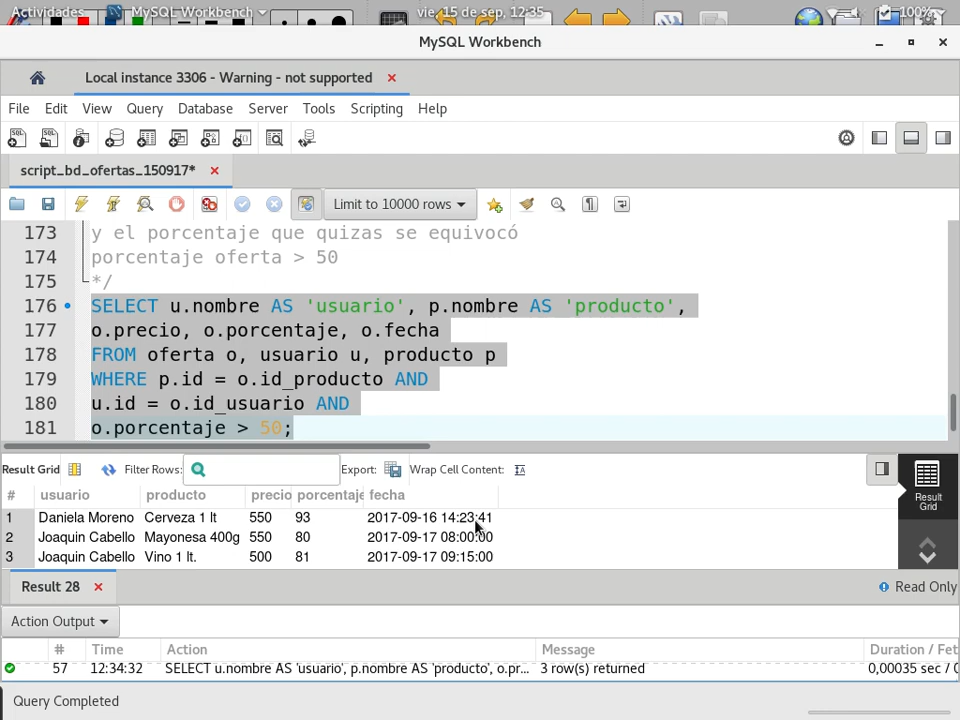 Actividades MySQL Workbench vie, 15 de sep, 12:35 100%
MySQL Workbench
Local instance 3306 - Warning - not supported
File Edit View Query Database Server Tools Scripting Help
script_bd_ofertas_150917*
Limit to 10000 rows
173 y el porcentaje que quizas se equivocó
174 porcentaje oferta > 50
175 */
176 SELECT u.nombre AS 'usuario', p.nombre AS 'producto',
177 o.precio, o.porcentaje, o.fecha
178 FROM oferta o, usuario u, producto p
179 WHERE p.id = o.id_producto AND
180 u.id = o.id_usuario AND
181 o.porcentaje > 50;
Result Grid Filter Rows: Export: Wrap Cell Content:
# usuario producto precio porcentaje fecha
1 Daniela Moreno Cerveza 1 lt 550 93 2017-09-16 14:23:41
2 Joaquin Cabello Mayonesa 400g 550 80 2017-09-17 08:00:00
3 Joaquin Cabello Vino 1 lt. 500 81 2017-09-17 09:15:00
Result Grid
Result 28 Read Only
Action Output
# Time Action Message Duration / Fet
57 12:34:32 SELECT u.nombre AS 'usuario', p.nombre AS 'producto', o.pr... 3 row(s) returned 0,00035 sec / 0
Query Completed